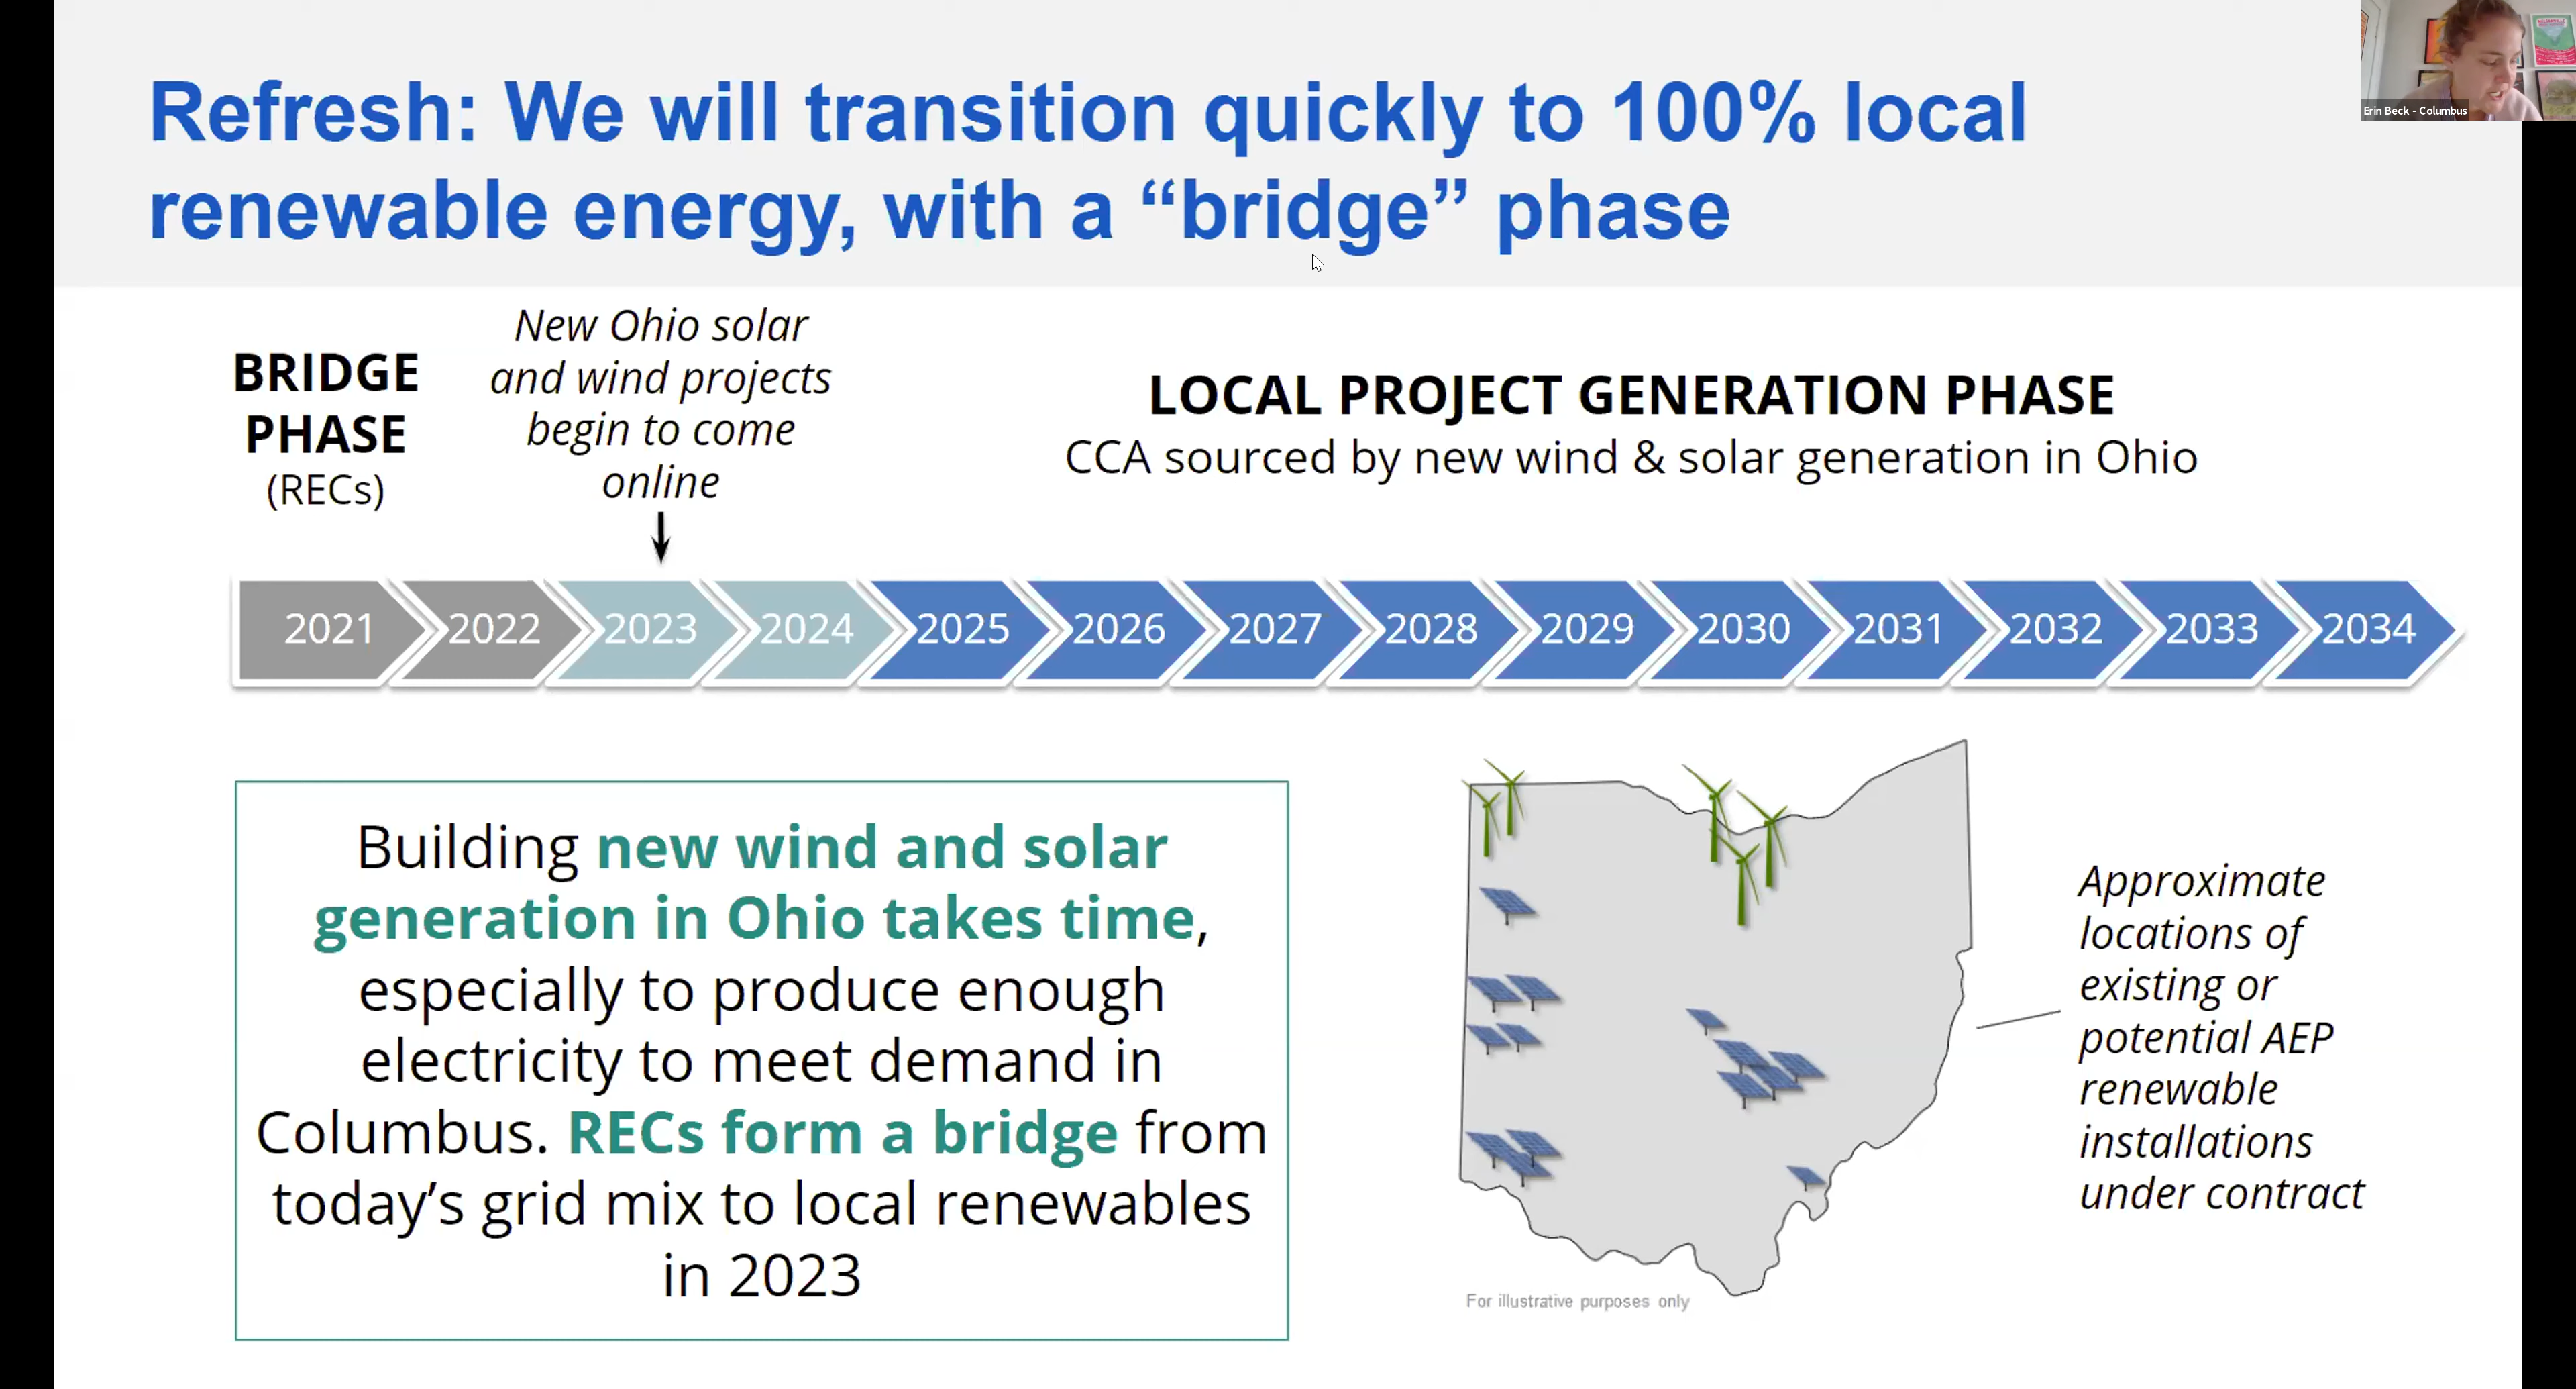 Refresh: We will transition quickly to 100% local
renewable energy, with a “bridge” phase
Erin Beck - Columbus
BRIDGE
PHASE
(RECs)
New Ohio solar
and wind projects
begin to come
online
LOCAL PROJECT GENERATION PHASE
CCA sourced by new wind & solar generation in Ohio
2021 2022 2023 2024 2025 2026 2027 2028 2029 2030 2031 2032 2033 2034
Building new wind and solar
generation in Ohio takes time,
especially to produce enough
electricity to meet demand in
Columbus. RECs form a bridge from
today’s grid mix to local renewables
in 2023
Approximate
locations of
existing or
potential AEP
renewable
installations
under contract
For illustrative purposes only